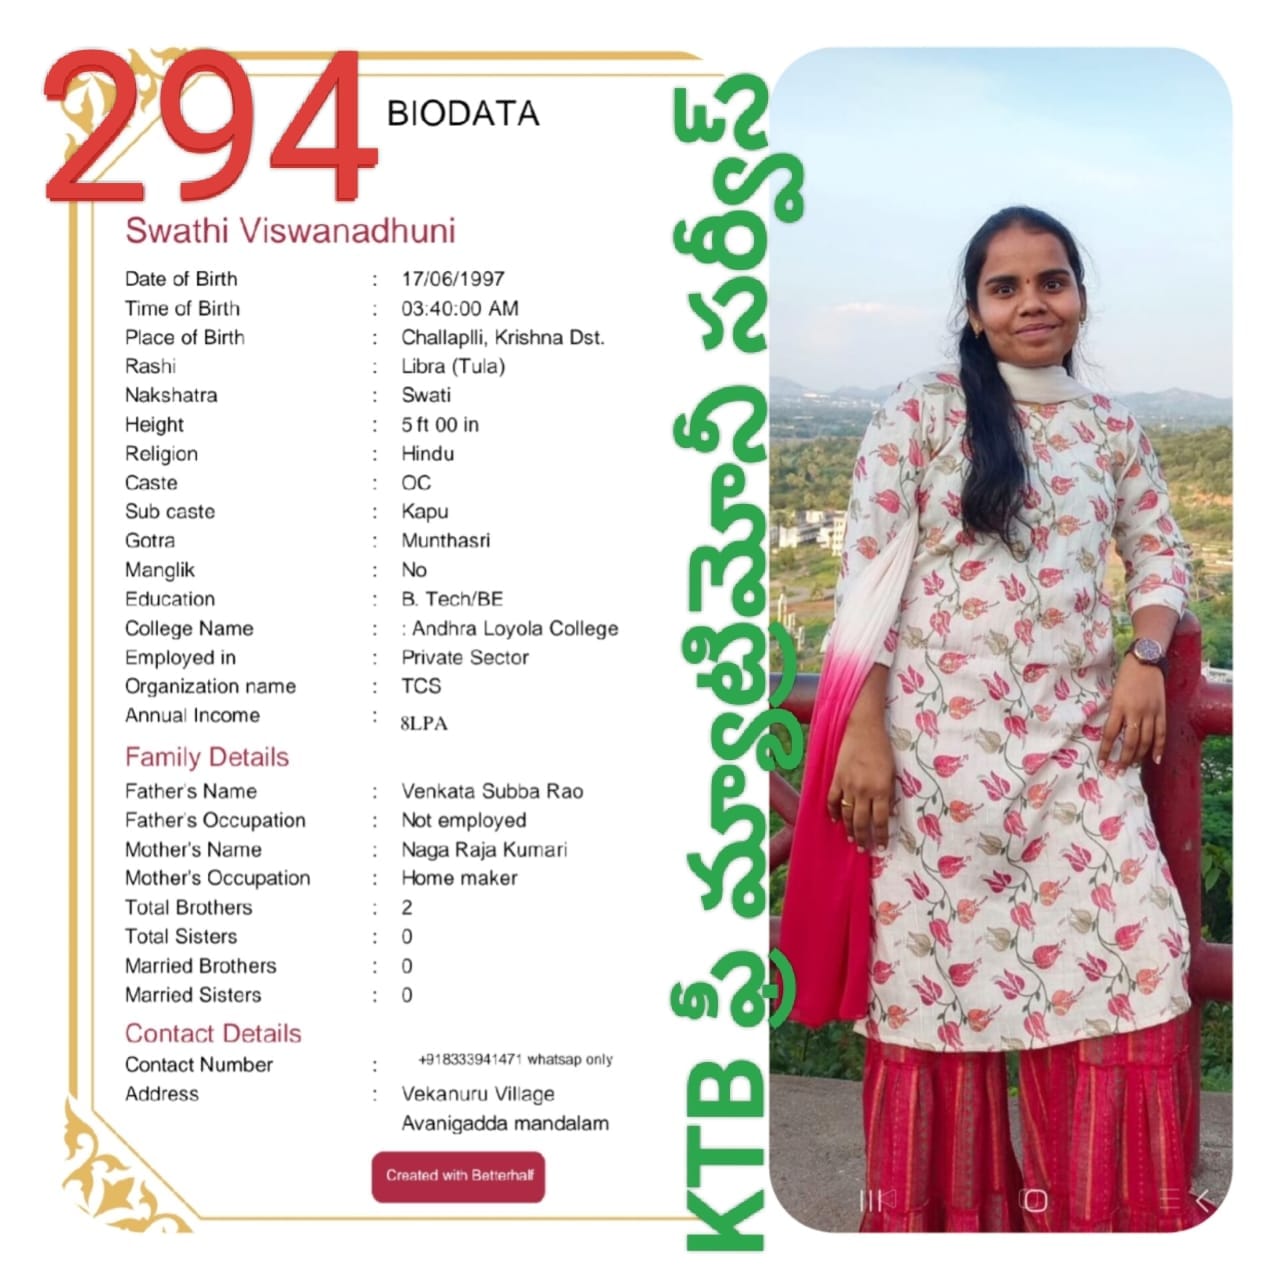 294
BIODATA
Swathi Viswanadhuni
Date of Birth : 17/06/1997
Time of Birth : 03:40:00 AM
Place of Birth : Challaplli, Krishna Dst.
Rashi : Libra (Tula)
Nakshatra : Swati
Height : 5 ft 00 in
Religion : Hindu
Caste : OC
Sub caste : Kapu
Gotra : Munthasri
Manglik : No
Education : B. Tech/BE
College Name : : Andhra Loyola College
Employed in : Private Sector
Organization name : TCS
Annual Income : 8LPA
Family Details
Father's Name : Venkata Subba Rao
Father's Occupation : Not employed
Mother's Name : Naga Raja Kumari
Mother's Occupation : Home maker
Total Brothers : 2
Total Sisters : 0
Married Brothers : 0
Married Sisters : 0
Contact Details
Contact Number : +918333941471 whatsap only
Address : Vekanuru Village
Avanigadda mandalam
Created with Betterhalf
KTB ఫ్రీ మ్యాట్రిమోనీ సర్వీస్